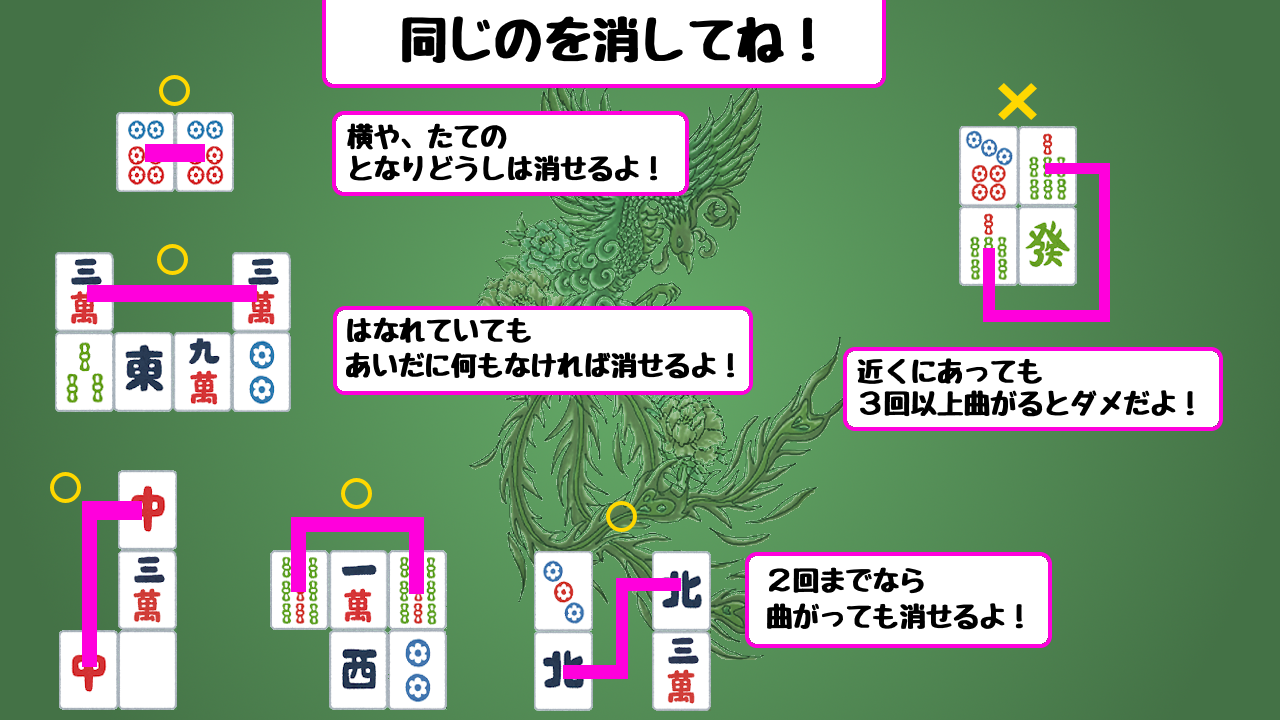 同じのを消してね！
○
横や、たての
となりどうしは消せるよ！
×
○
三萬
三萬
東
九萬
發
はなれていても
あいだに何もなければ消せるよ！
近くにあっても
３回以上曲がるとダメだよ！
○
中
三萬
中
○
一萬
西
○
北
北
三萬
２回までなら
曲がっても消せるよ！